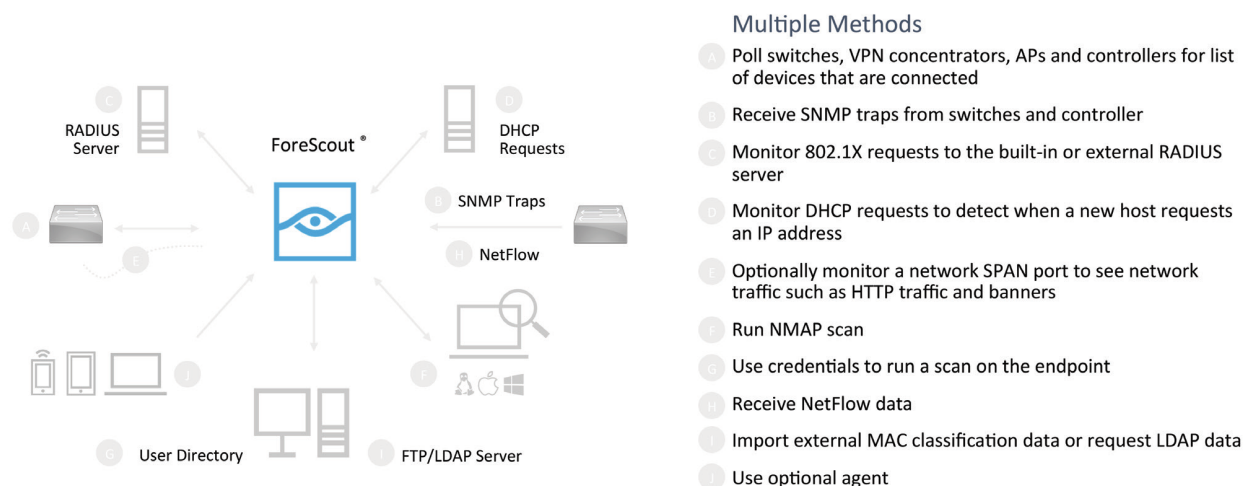 Multiple Methods
A Poll switches, VPN concentrators, APs and controllers for list
of devices that are connected
B Receive SNMP traps from switches and controller
C Monitor 802.1X requests to the built-in or external RADIUS
server
D Monitor DHCP requests to detect when a new host requests
an IP address
E Optionally monitor a network SPAN port to see network
traffic such as HTTP traffic and banners
F Run NMAP scan
G Use credentials to run a scan on the endpoint
H Receive NetFlow data
I Import external MAC classification data or request LDAP data
J Use optional agent
C
RADIUS
Server
ForeScout ®
D
DHCP
Requests
A
E
B SNMP Traps
H NetFlow
J
F
G User Directory
I FTP/LDAP Server